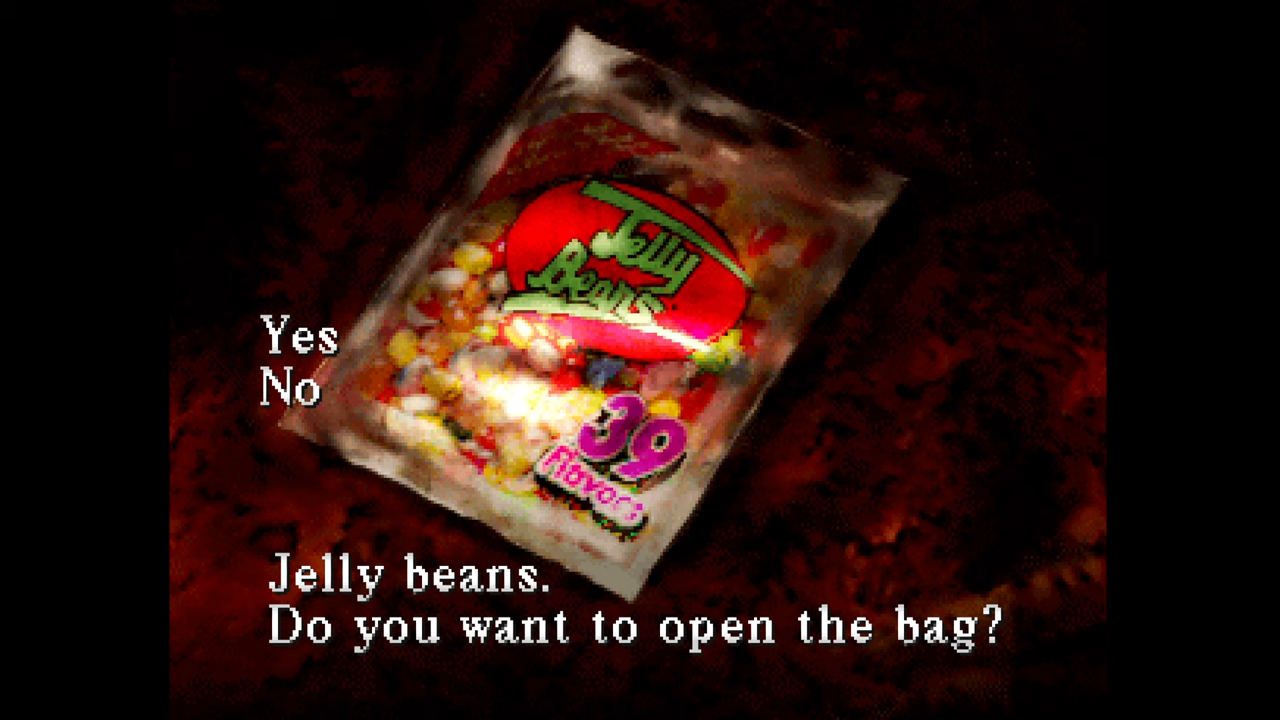 Jelly
Beans
Yes
No
39
Flavors
Jelly beans.
Do you want to open the bag?